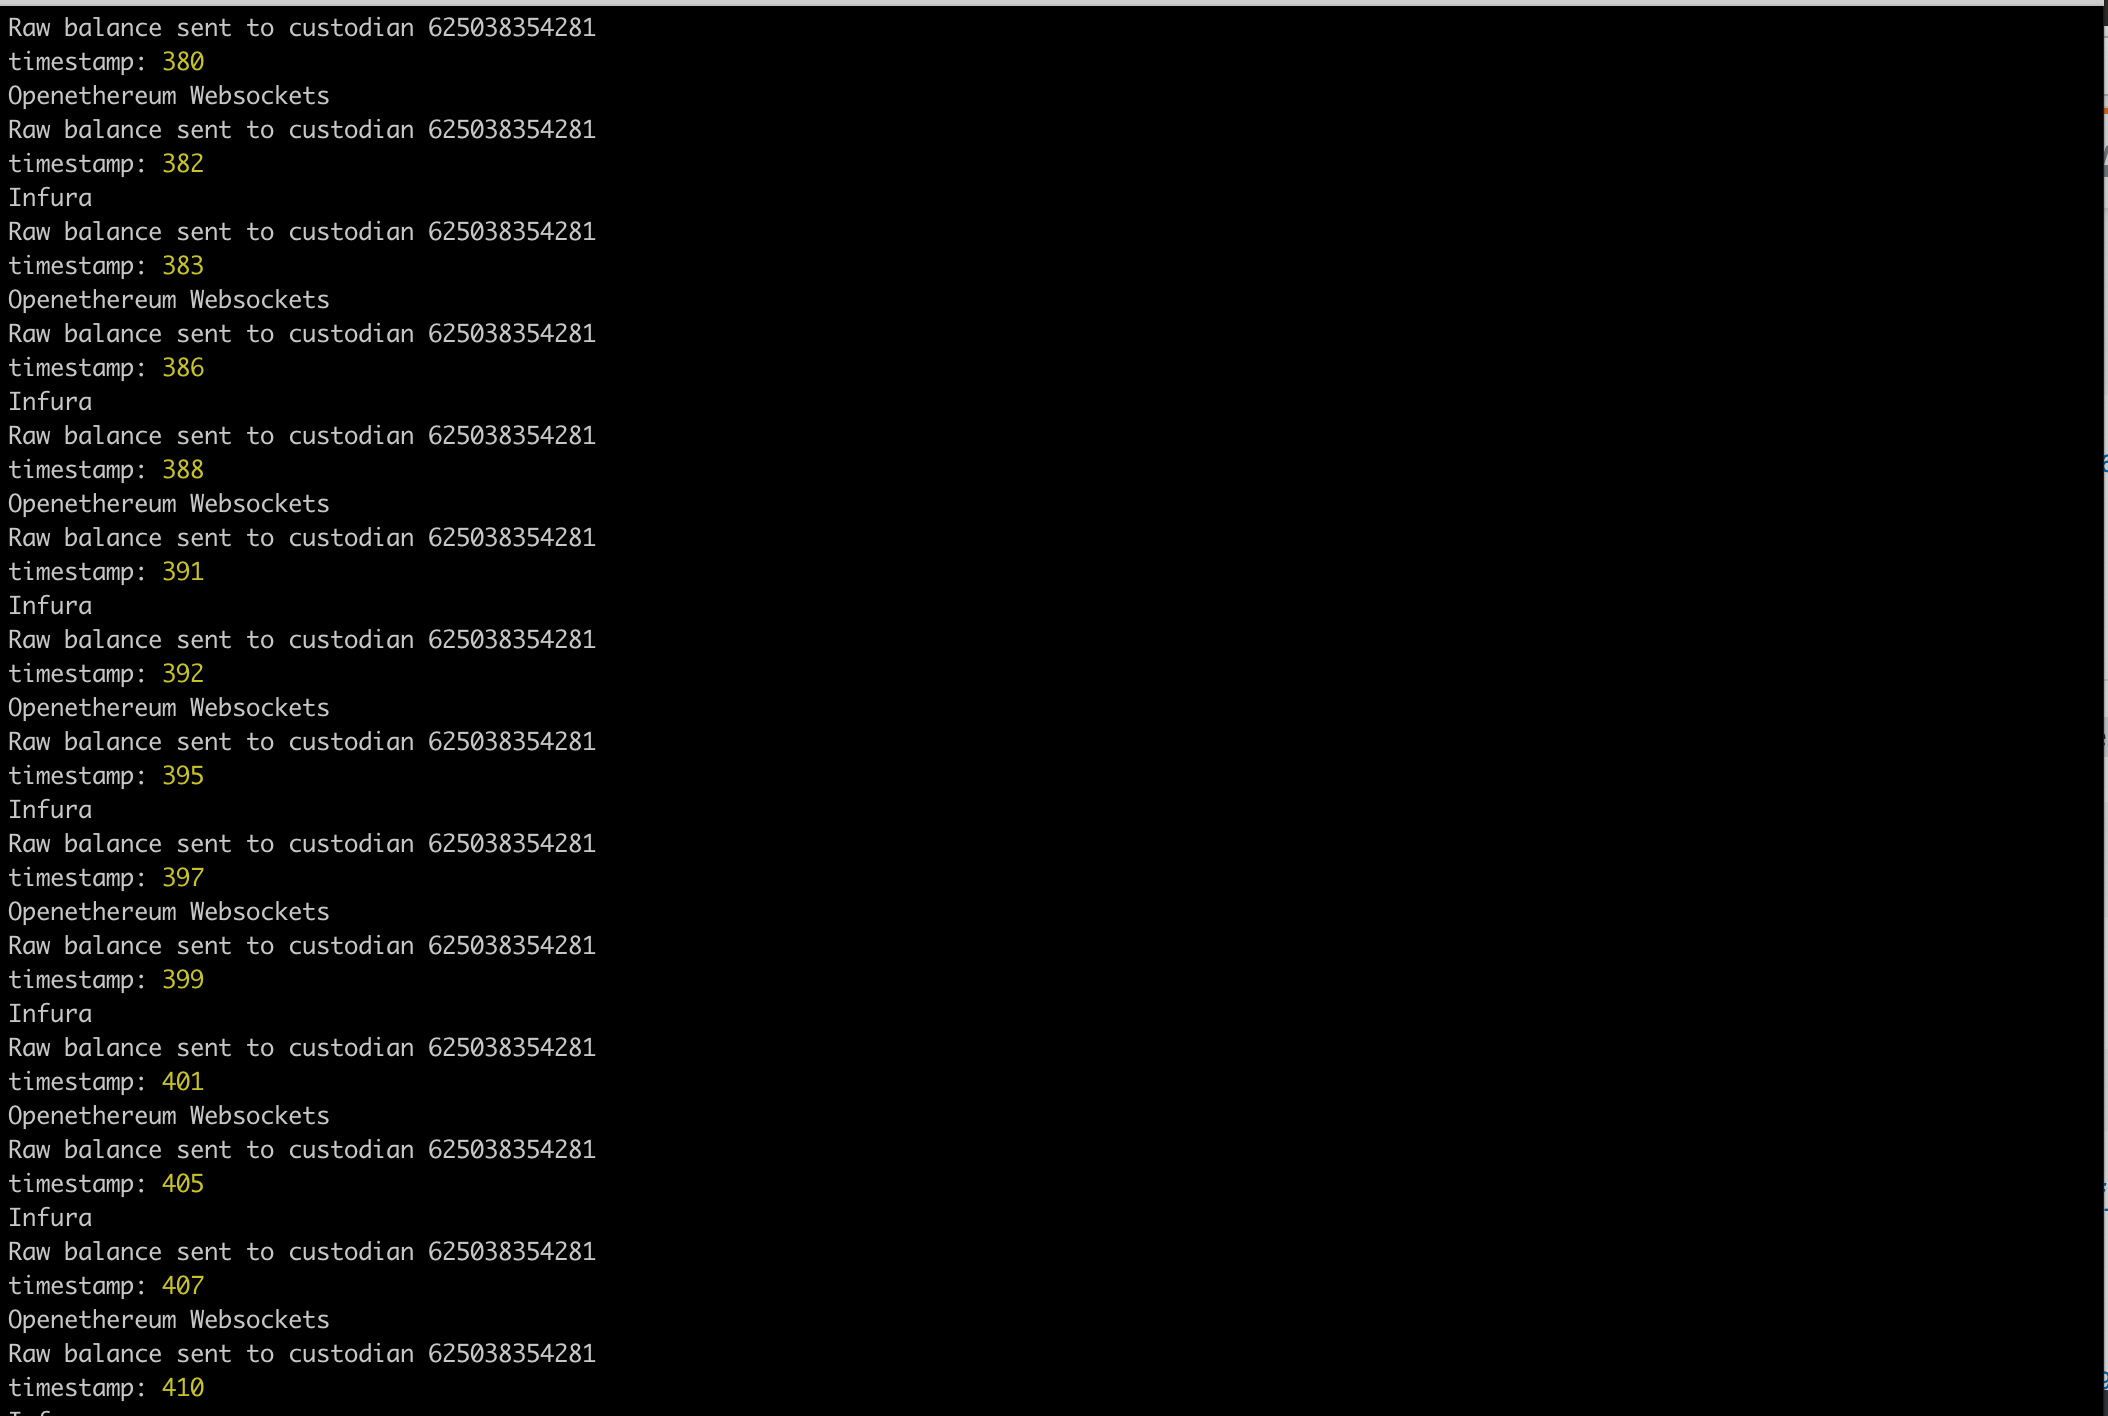 Raw balance sent to custodian 625038354281
timestamp: 380
Openethereum Websockets
Raw balance sent to custodian 625038354281
timestamp: 382
Infura
Raw balance sent to custodian 625038354281
timestamp: 383
Openethereum Websockets
Raw balance sent to custodian 625038354281
timestamp: 386
Infura
Raw balance sent to custodian 625038354281
timestamp: 388
Openethereum Websockets
Raw balance sent to custodian 625038354281
timestamp: 391
Infura
Raw balance sent to custodian 625038354281
timestamp: 392
Openethereum Websockets
Raw balance sent to custodian 625038354281
timestamp: 395
Infura
Raw balance sent to custodian 625038354281
timestamp: 397
Openethereum Websockets
Raw balance sent to custodian 625038354281
timestamp: 399
Infura
Raw balance sent to custodian 625038354281
timestamp: 401
Openethereum Websockets
Raw balance sent to custodian 625038354281
timestamp: 405
Infura
Raw balance sent to custodian 625038354281
timestamp: 407
Openethereum Websockets
Raw balance sent to custodian 625038354281
timestamp: 410